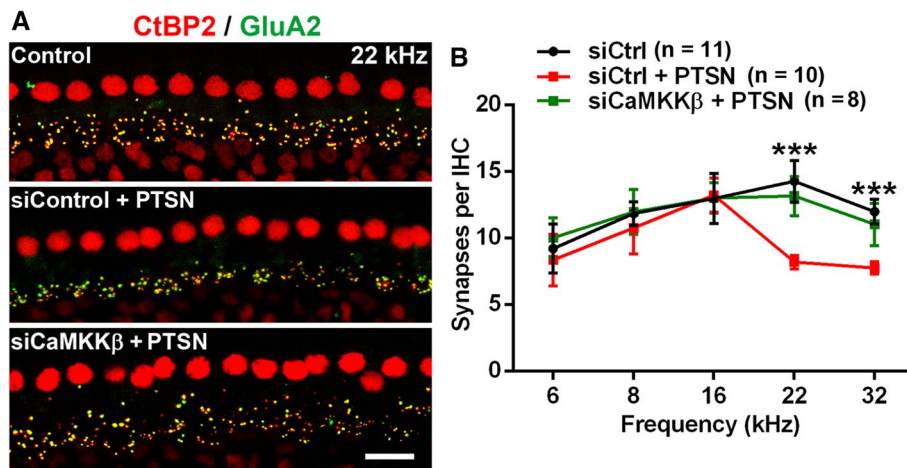 A
CtBP2 / GluA2
Control
22 kHz
siControl + PTSN
siCaMKKβ + PTSN
B
siCtrl (n = 11)
siCtrl + PTSN (n = 10)
siCaMKKβ + PTSN (n = 8)
Synapses per IHC
20
15
10
5
0
***
***
6 8 16 22 32
Frequency (kHz)